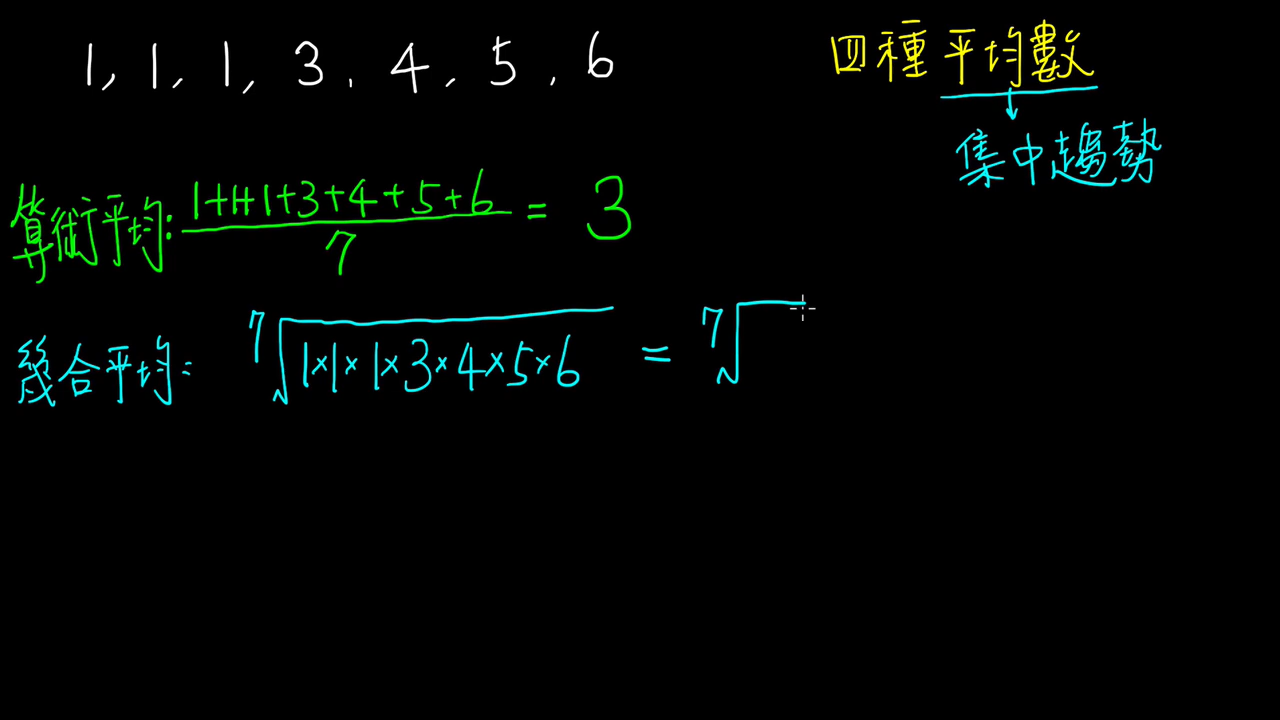 1, 1, 1, 3, 4, 5, 6
四種平均數
集中趨勢
算術平均: (1+1+1+3+4+5+6)/7 = 3
幾合平均: ⁷√(1×1×1×3×4×5×6) = ⁷√